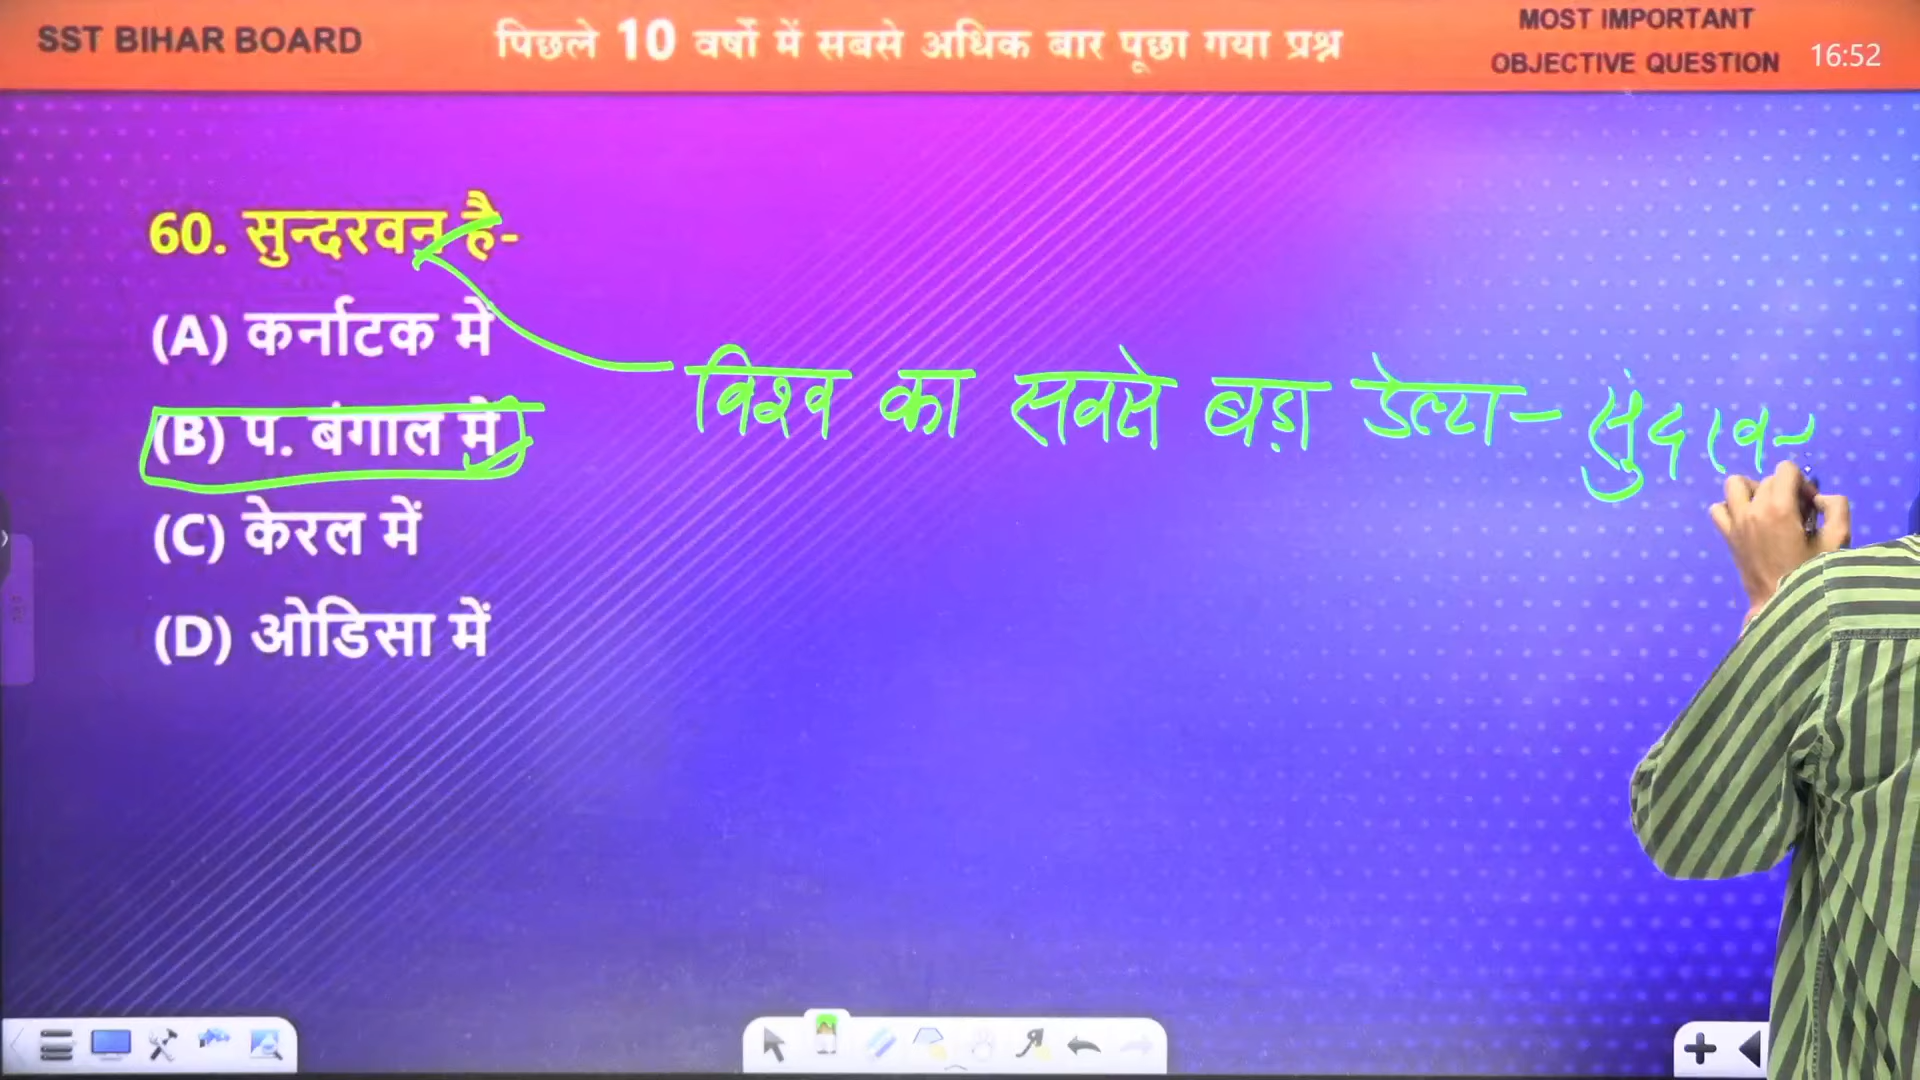 SST BIHAR BOARD
पिछले 10 वर्षो में सबसे अधिक बार पूछा गया प्रश्न
MOST IMPORTANT
OBJECTIVE QUESTION
16:52
60. सुन्दरवन है-
(A) कर्नाटक में
(B) प. बंगाल में
(C) केरल में
(D) ओडिसा में
विश्व का सबसे बड़ा डेल्टा - सुंदरवन